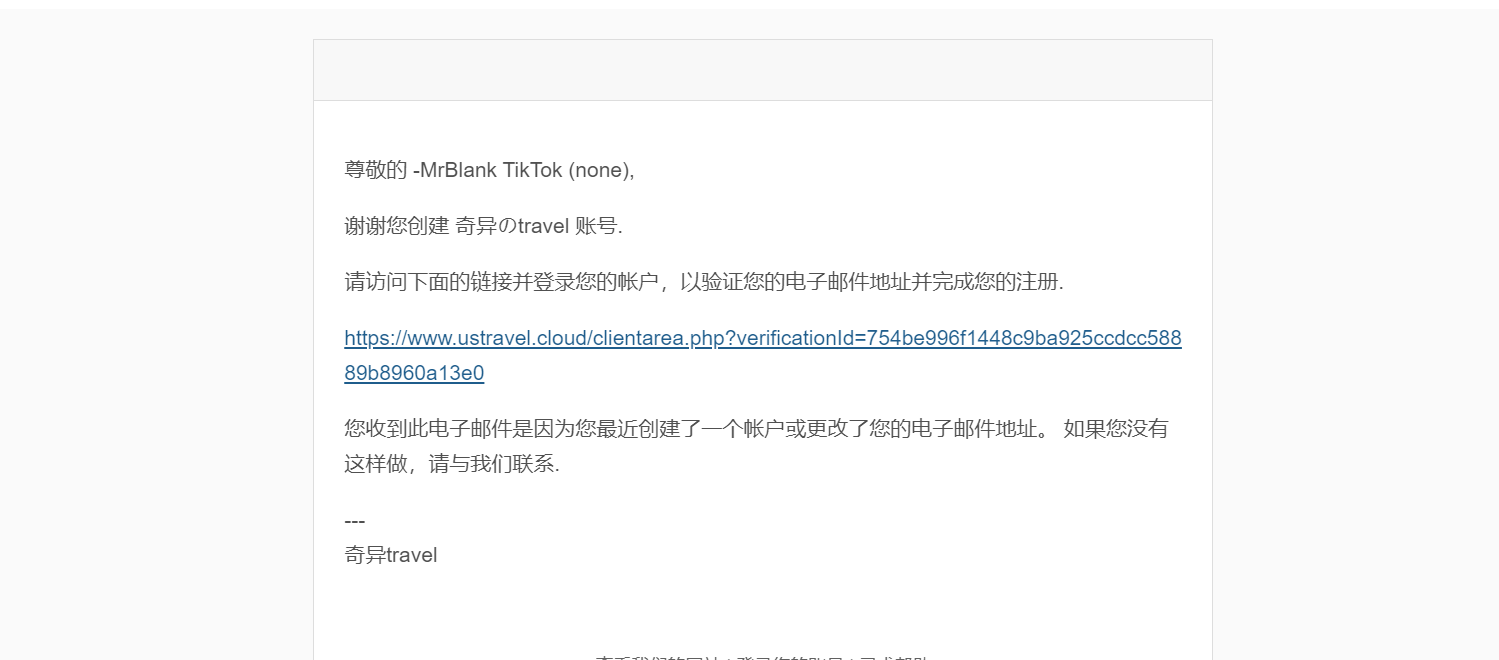 尊敬的 -MrBlank TikTok (none),
谢谢您创建 奇异のtravel 账号.
请访问下面的链接并登录您的帐户，以验证您的电子邮件地址并完成您的注册.
https://www.ustravel.cloud/clientarea.php?verificationId=754be996f1448c9ba925ccdcc588
89b8960a13e0
您收到此电子邮件是因为您最近创建了一个帐户或更改了您的电子邮件地址。 如果您没有
这样做，请与我们联系.
---
奇异travel